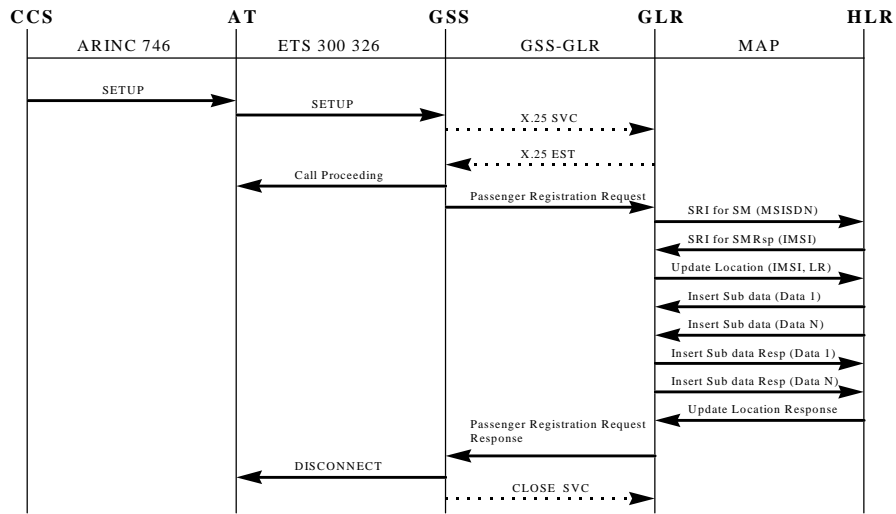 CCS AT GSS GLR HLR
ARINC 746 ETS 300 326 GSS-GLR MAP
SETUP
SETUP
X.25 SVC
X.25 EST
Call Proceeding
Passenger Registration Request
SRI for SM (MSISDN)
SRI for SMRsp (IMSI)
Update Location (IMSI, LR)
Insert Sub data (Data 1)
Insert Sub data (Data N)
Insert Sub data Resp (Data 1)
Insert Sub data Resp (Data N)
Update Location Response
Passenger Registration Request
Response
DISCONNECT
CLOSE SVC